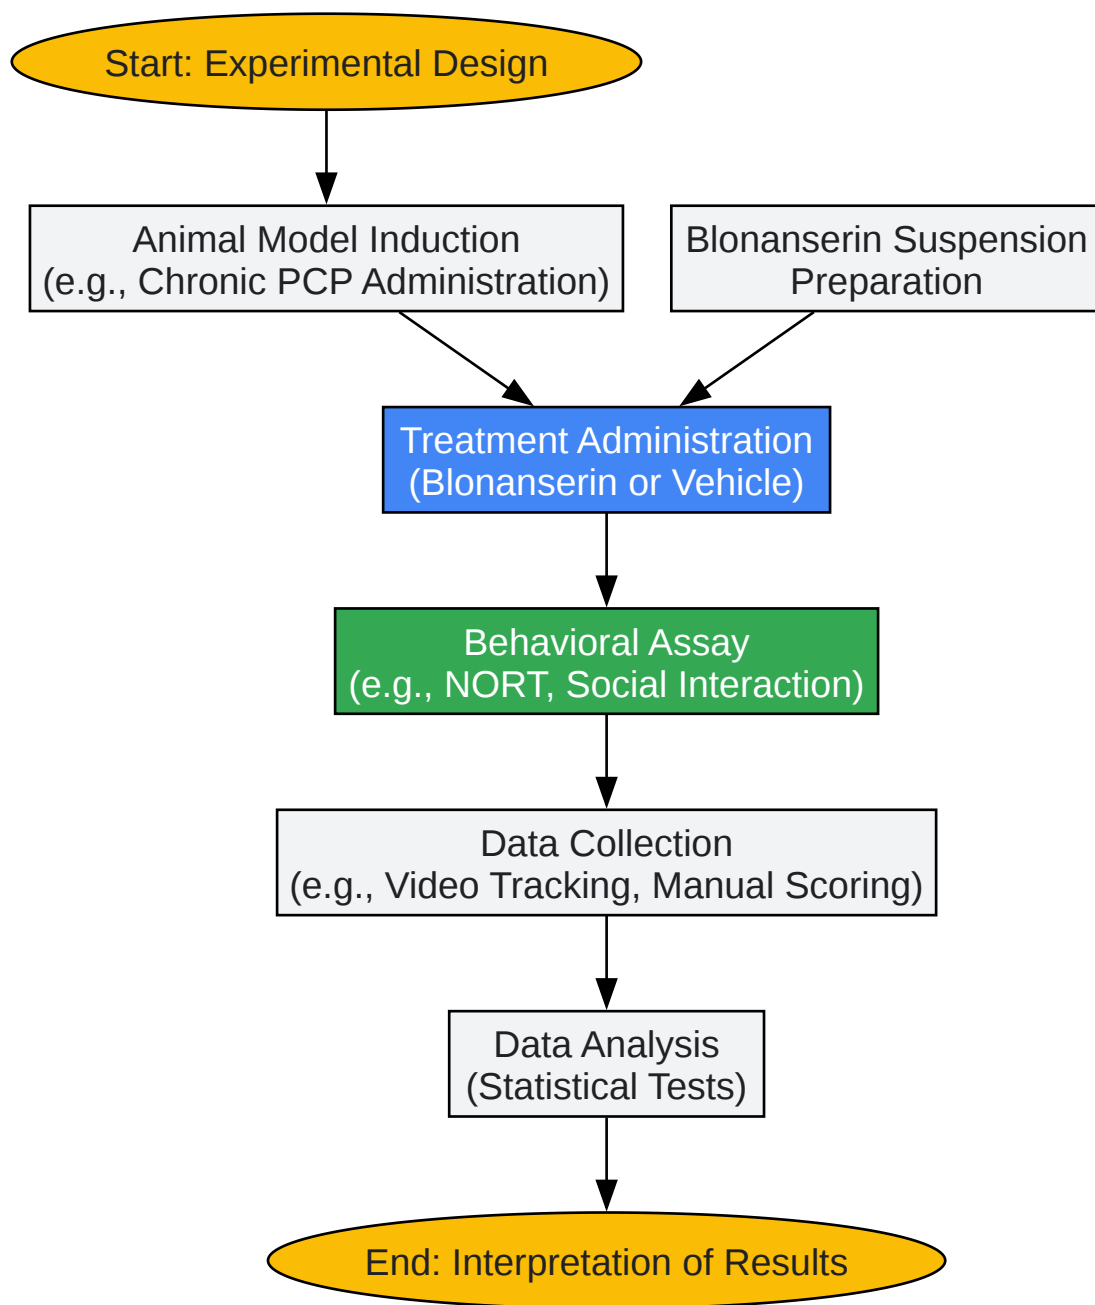 Start: Experimental Design
Animal Model Induction
(e.g., Chronic PCP Administration)
Blonanserin Suspension
Preparation
Treatment Administration
(Blonanserin or Vehicle)
Behavioral Assay
(e.g., NORT, Social Interaction)
Data Collection
(e.g., Video Tracking, Manual Scoring)
Data Analysis
(Statistical Tests)
End: Interpretation of Results